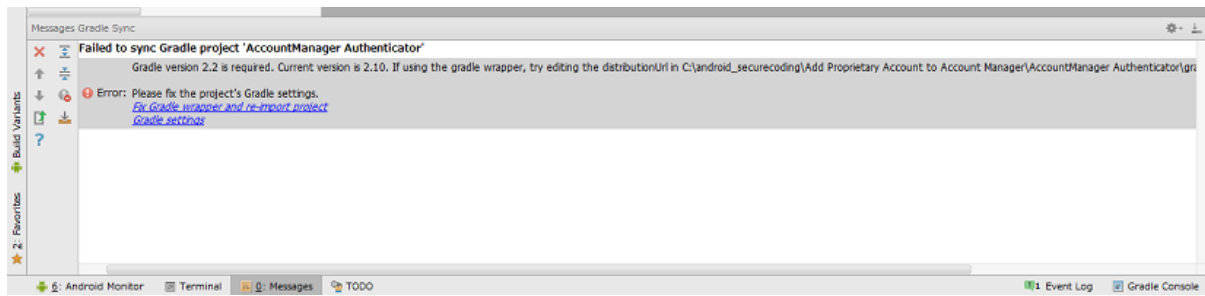 Messages Gradle Sync
Failed to sync Gradle project 'AccountManager Authenticator'
Gradle version 2.2 is required. Current version is 2.10. If using the gradle wrapper, try editing the distributionUrl in C:\android_securecoding\Add Proprietary Account to Account Manager\AccountManager Authenticator\gra
Error: Please fix the project's Gradle settings.
Fix Gradle wrapper and re-import project
Gradle settings
Build Variants
2: Favorites
6: Android Monitor Terminal 0: Messages TODO 1 Event Log Gradle Console